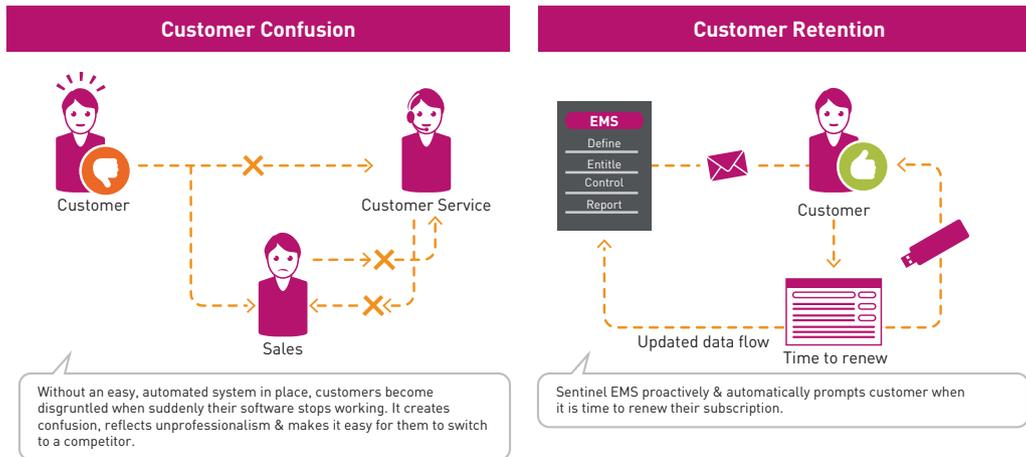 Customer Confusion
Customer
Customer Service
Sales
Without an easy, automated system in place, customers become
disgruntled when suddenly their software stops working. It creates
confusion, reflects unprofessionalism & makes it easy for them to switch
to a competitor.
Customer Retention
EMS
Define
Entitle
Control
Report
Customer
Updated data flow
Time to renew
Sentinel EMS proactively & automatically prompts customer when
it is time to renew their subscription.